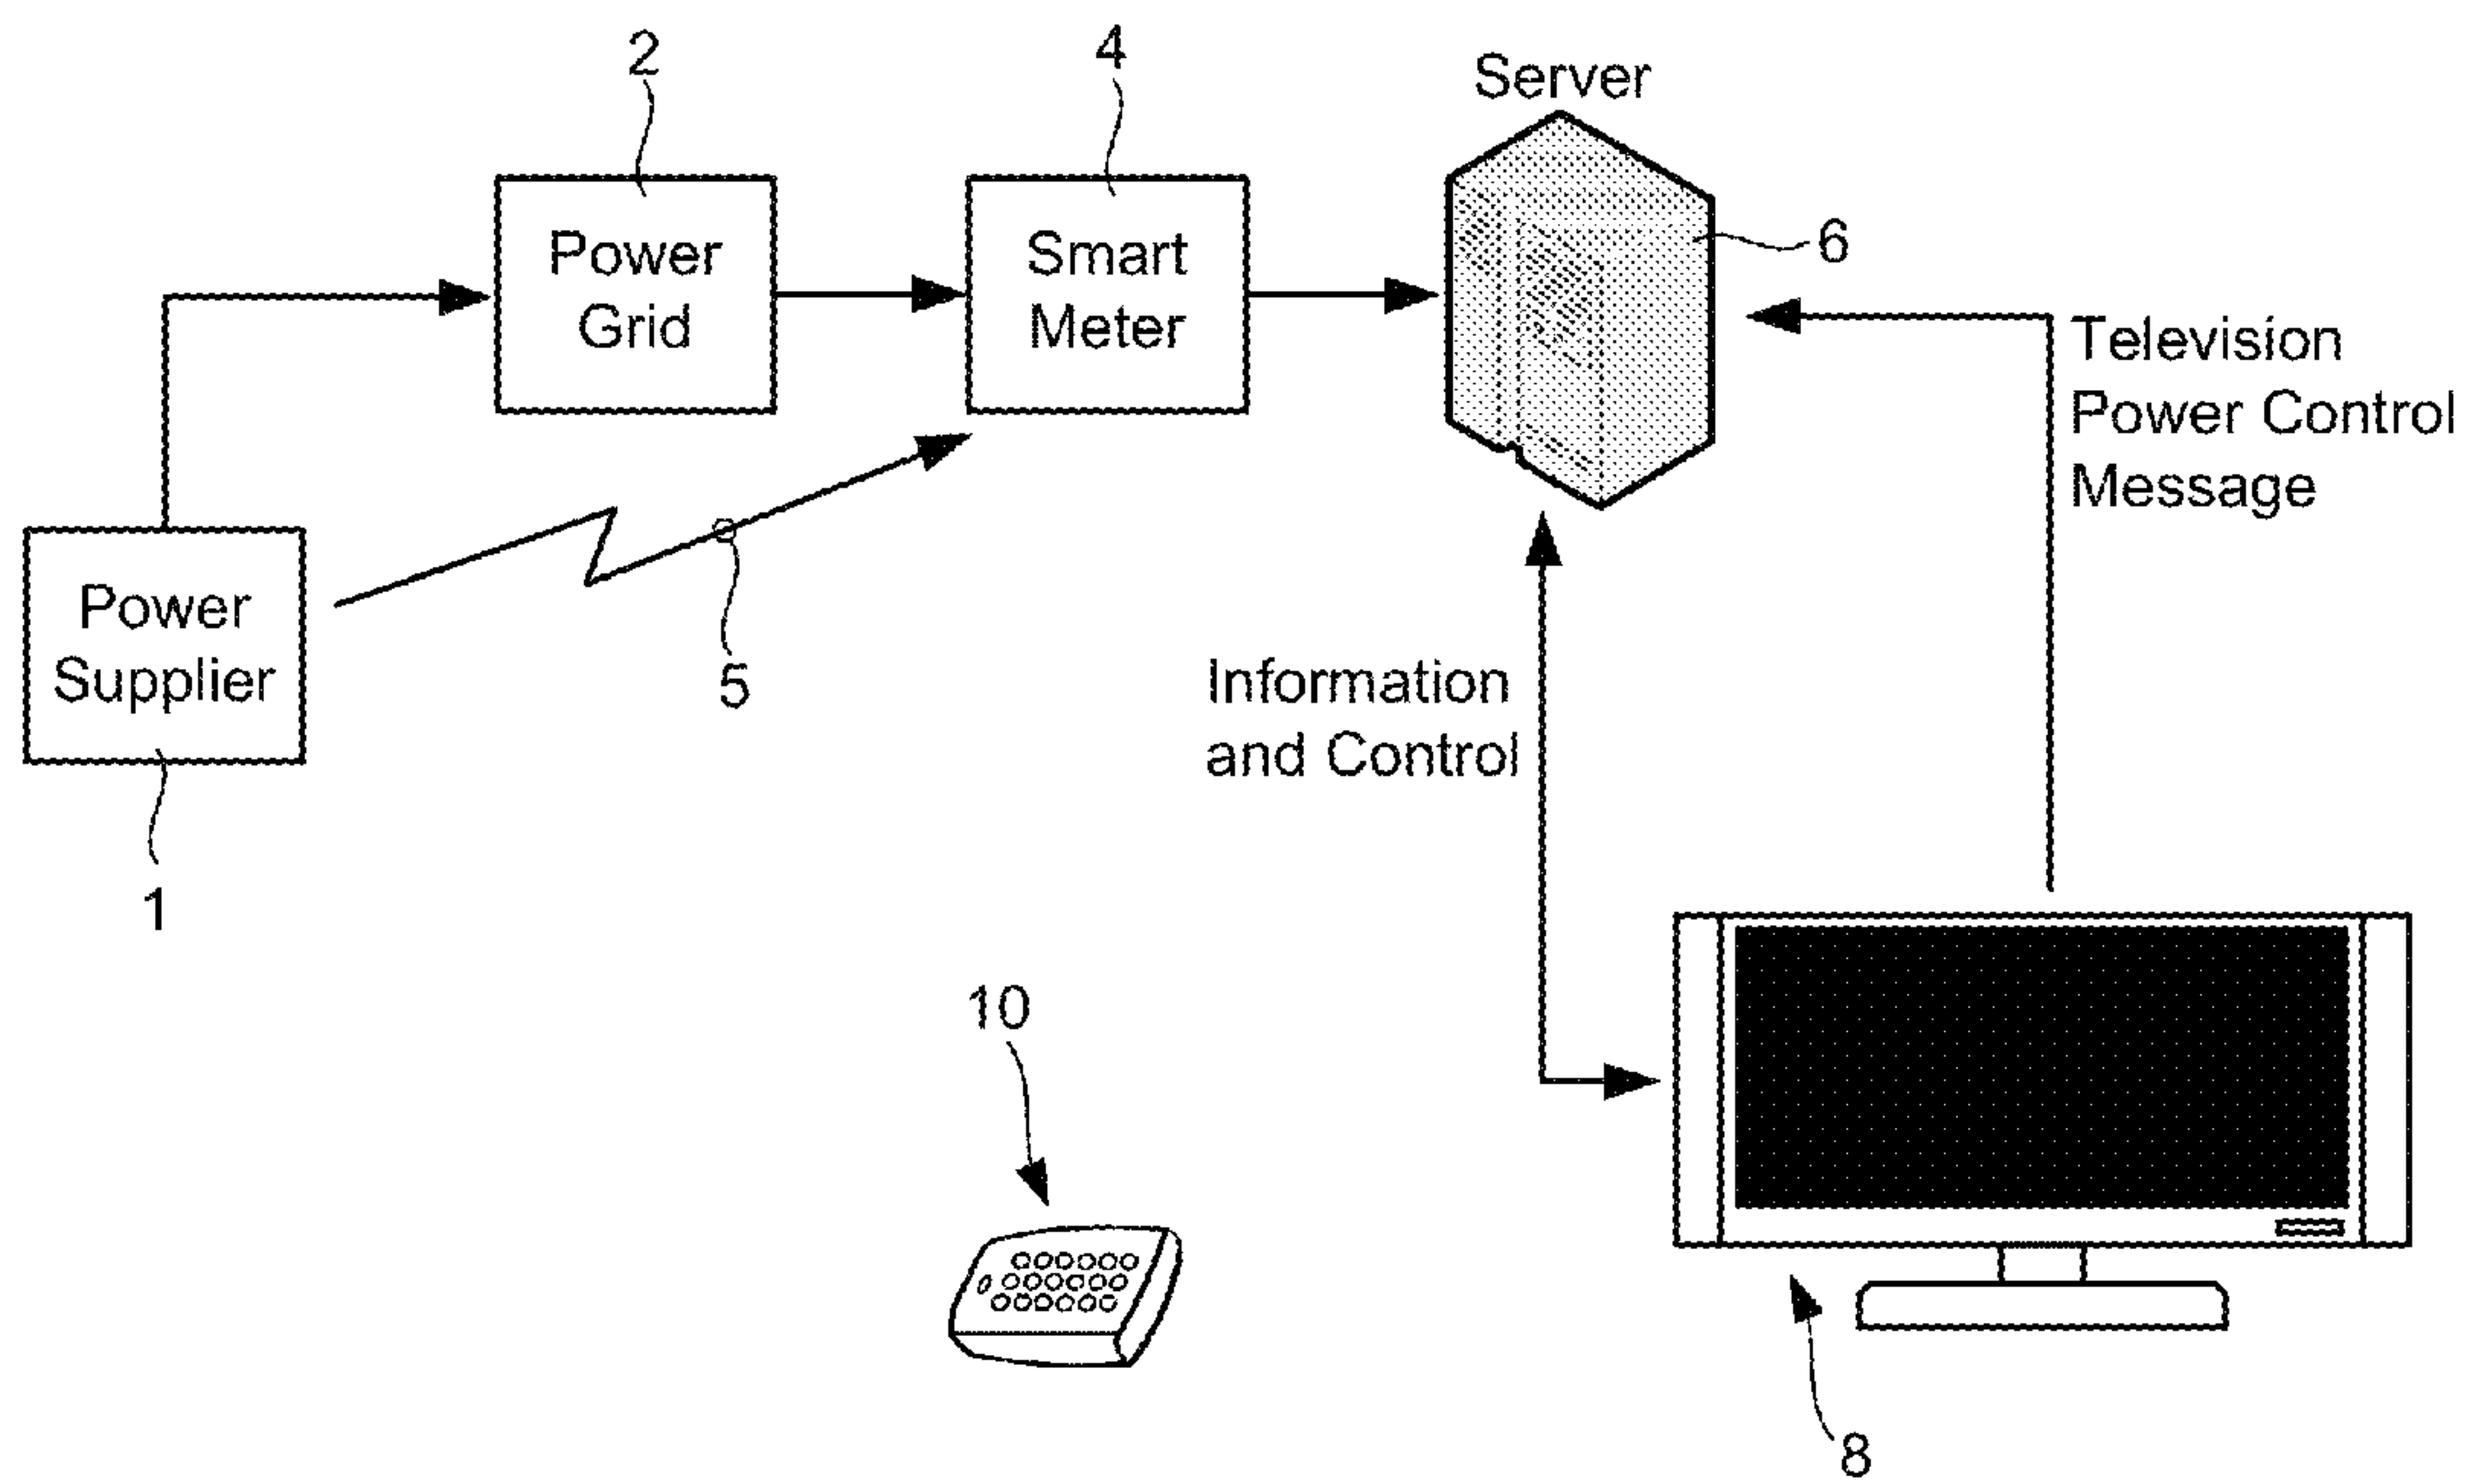 2
4
Server
Power
Grid
Smart
Meter
6
Television
Power Control
Message
Power
Supplier
5
Information
and Control
1
10
8